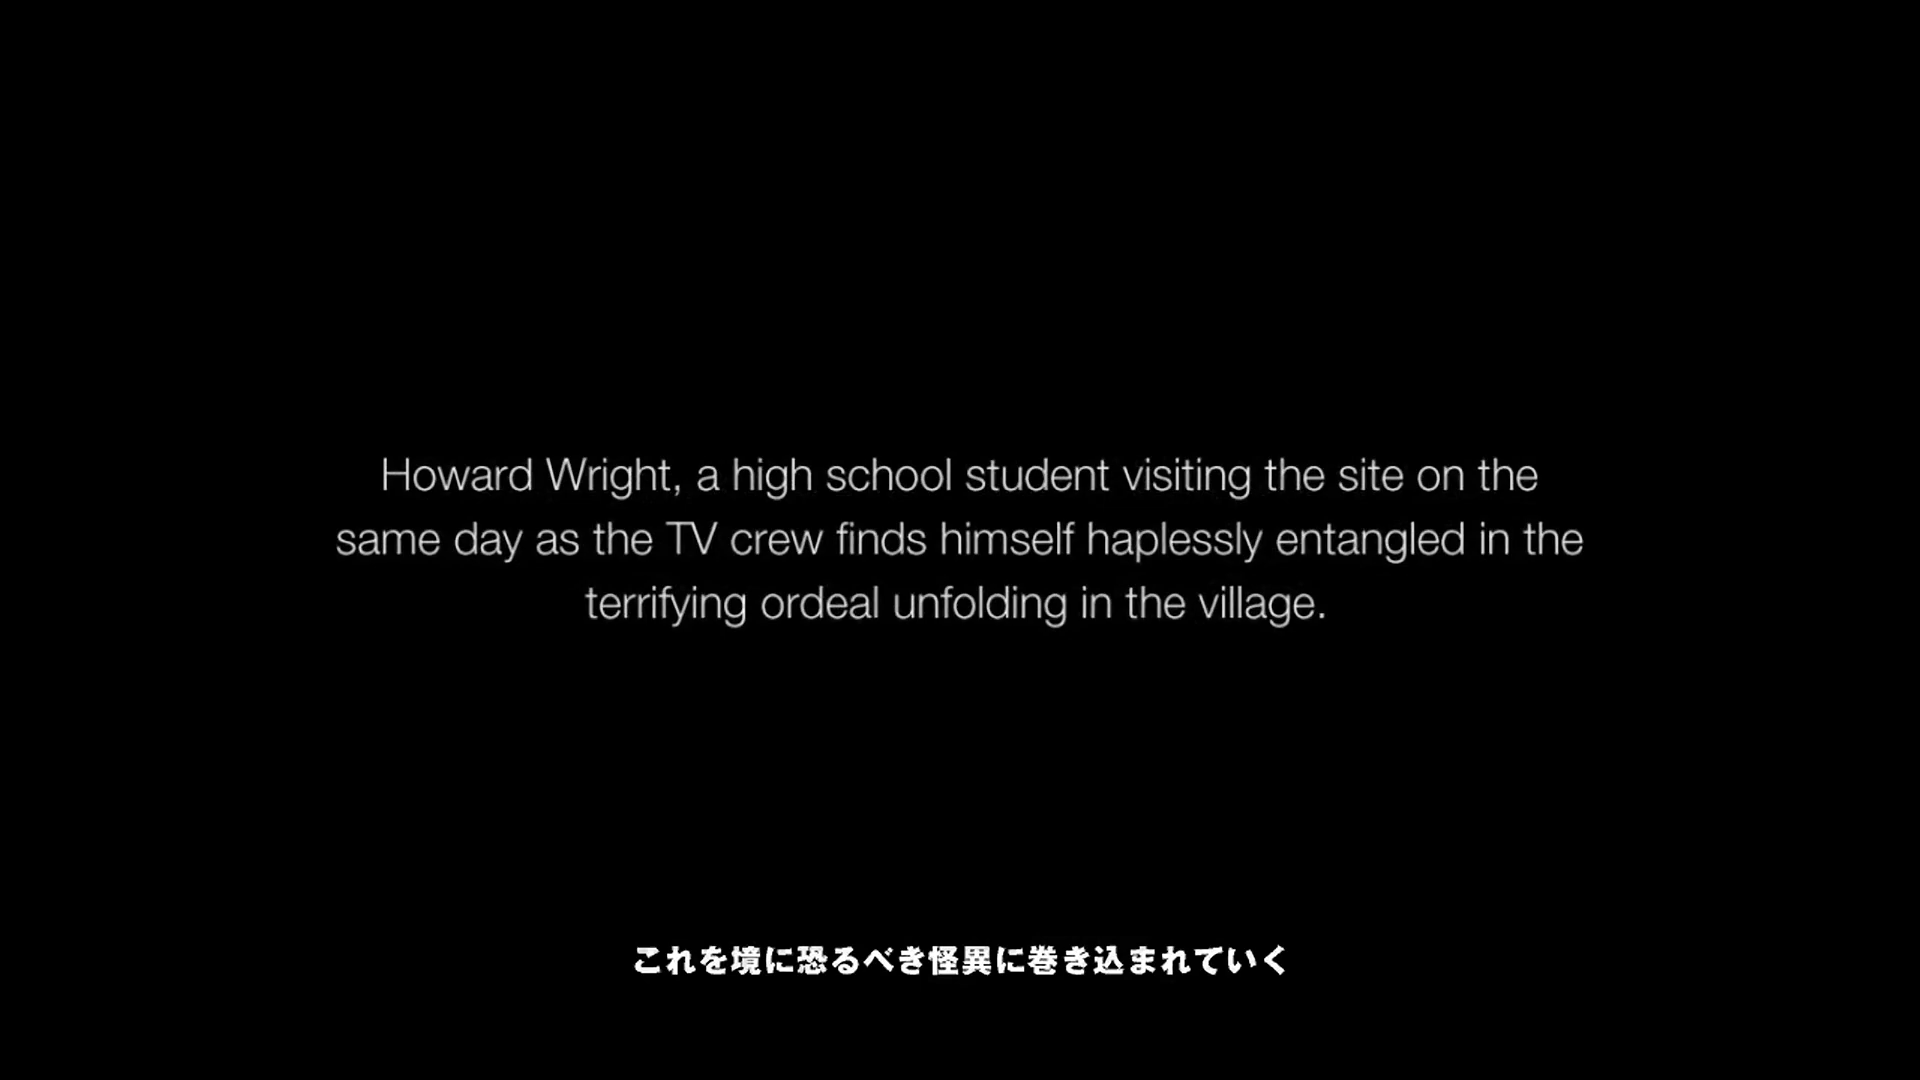 Howard Wright, a high school student visiting the site on the
same day as the TV crew finds himself haplessly entangled in the
terrifying ordeal unfolding in the village.
これを境に恐るべき怪異に巻き込まれていく